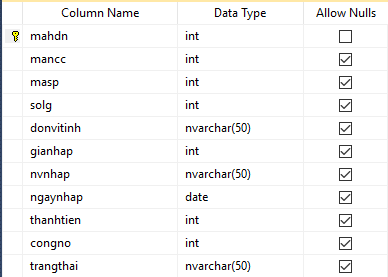 Column Name Data Type Allow Nulls
mahdn int
mancc int
masp int
solg int
donvitinh nvarchar(50)
gianhap int
nvnhap nvarchar(50)
ngaynhap date
thanhtien int
congno int
trangthai nvarchar(50)